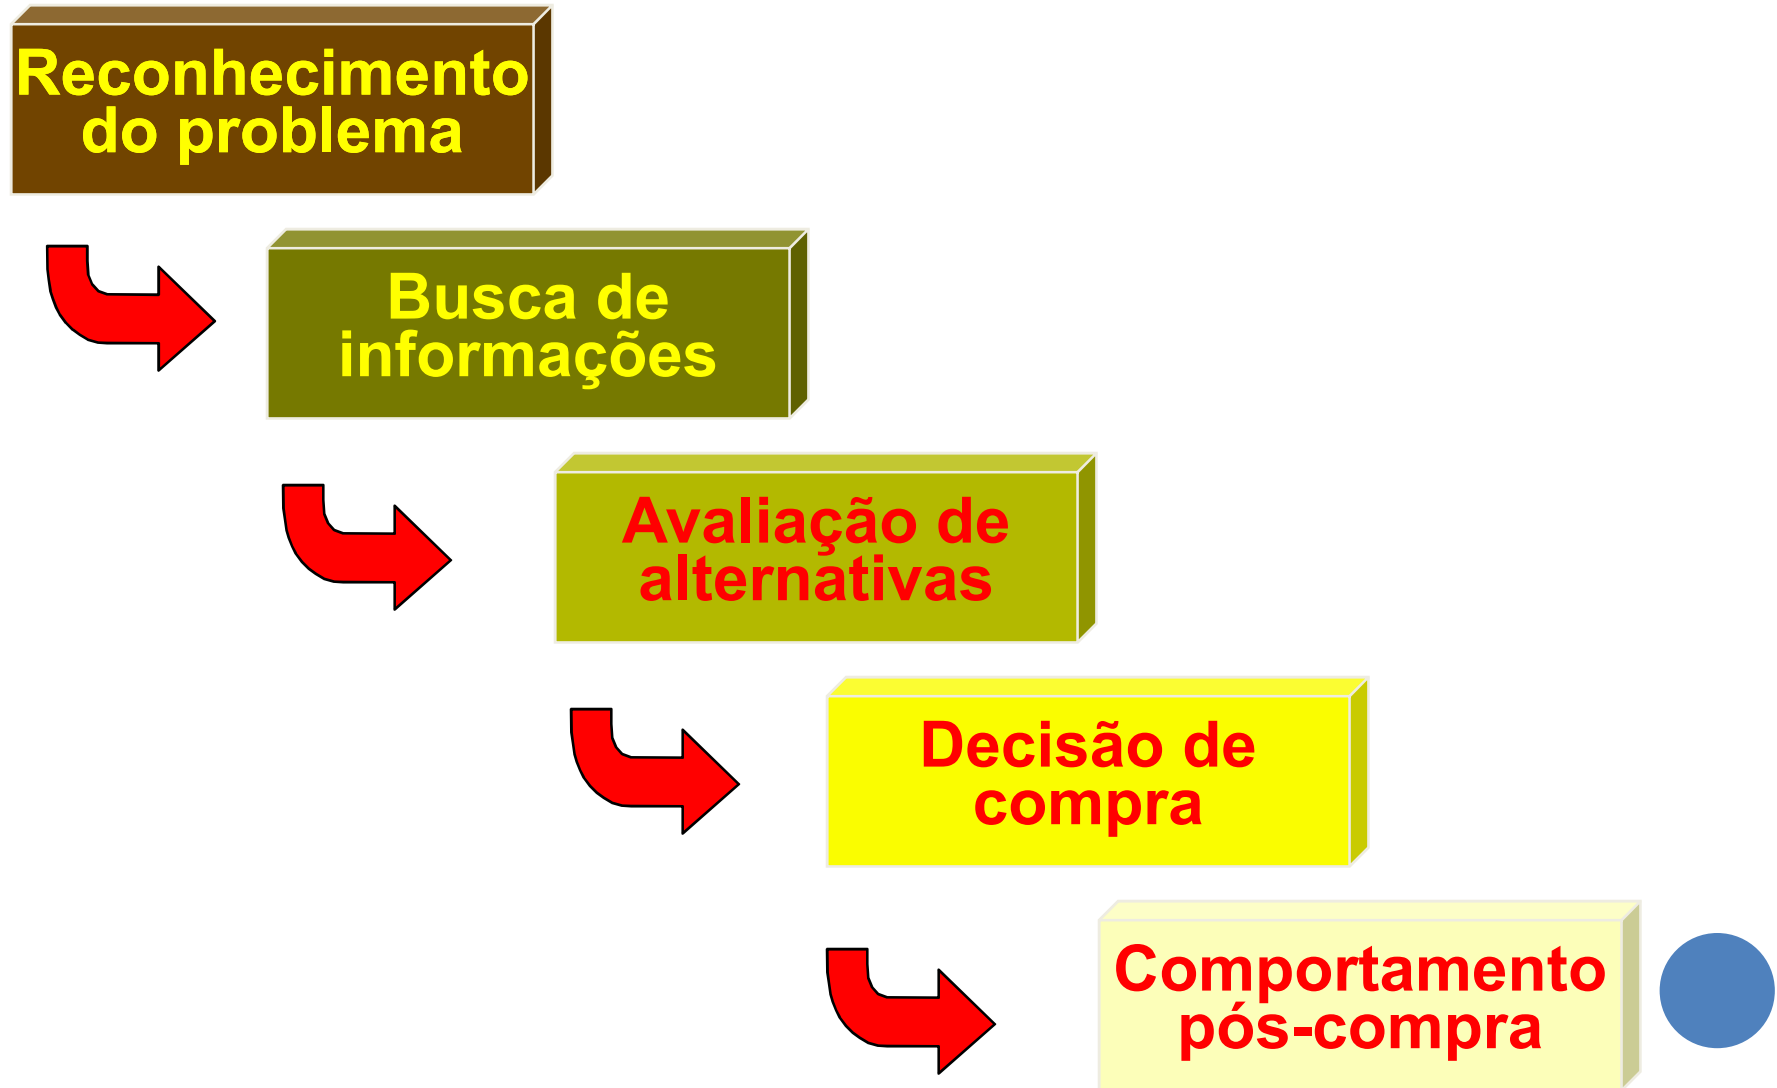 Reconhecimento
do problema
Busca de
informações
Avaliação de
alternativas
Decisão de
compra
Comportamento
pós-compra